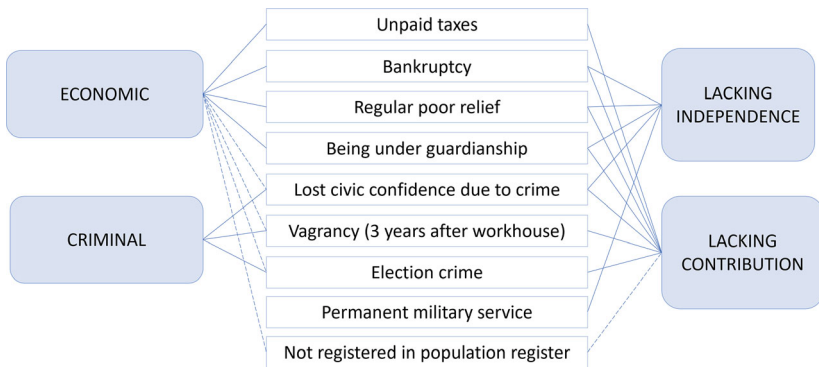 Unpaid taxes
Bankruptcy
ECONOMIC
Regular poor relief
LACKING
INDEPENDENCE
Being under guardianship
Lost civic confidence due to crime
CRIMINAL
Vagrancy (3 years after workhouse)
LACKING
CONTRIBUTION
Election crime
Permanent military service
Not registered in population register